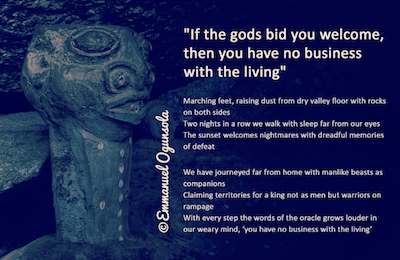 "If the gods bid you welcome,
then you have no business
with the living"
Marching feet, raising dust from dry valley floor with rocks
on both sides
Two nights in a row we walk with sleep far from our eyes
The sunset welcomes nightmares with dreadful memories
of defeat
We have journeyed far from home with manlike beasts as
companions
Claiming territories for a king not as men but warriors on
rampage
With every step the words of the oracle grows louder in
our weary mind, ‘you have no business with the living’
©Emmanuel Ogunsola